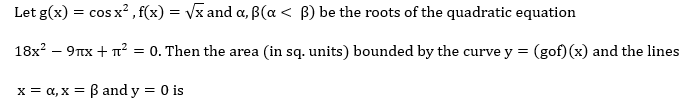 Let g(x) = cos x² , f(x) = √x and α, β(α < β) be the roots of the quadratic equation
18x² − 9πx + π² = 0. Then the area (in sq. units) bounded by the curve y = (gof)(x) and the lines
x = α, x = β and y = 0 is